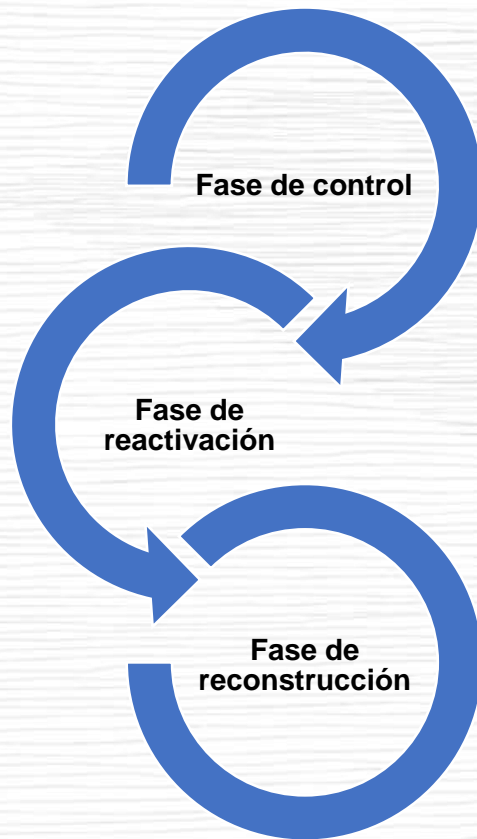 Fase de control
Fase de
reactivación
Fase de
reconstrucción